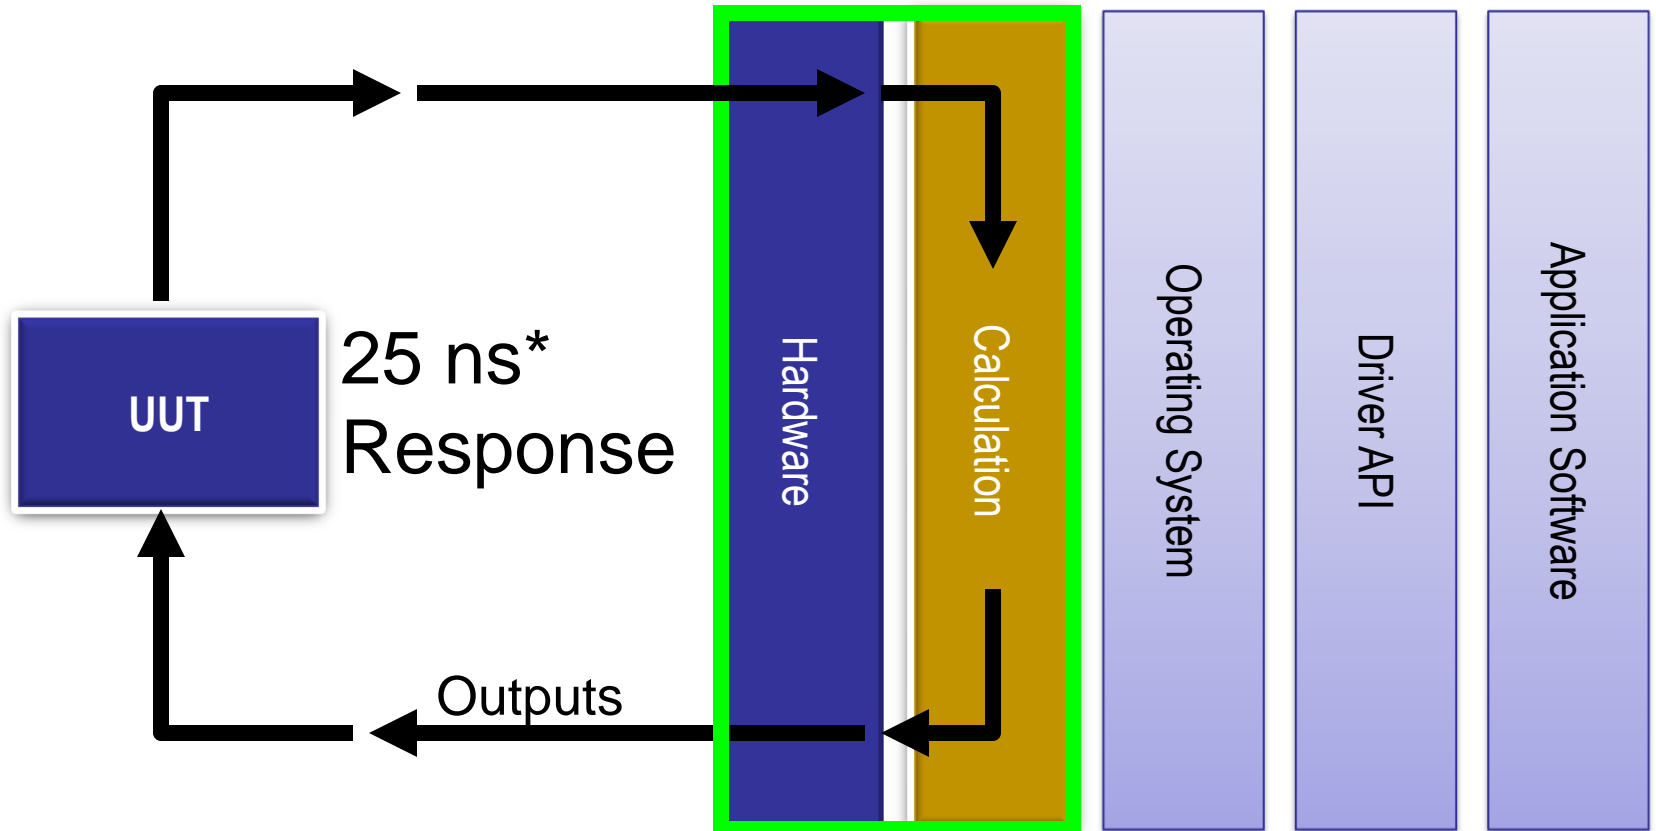 UUT
25 ns*
Response
Outputs
Hardware
Calculation
Operating System
Driver API
Application Software